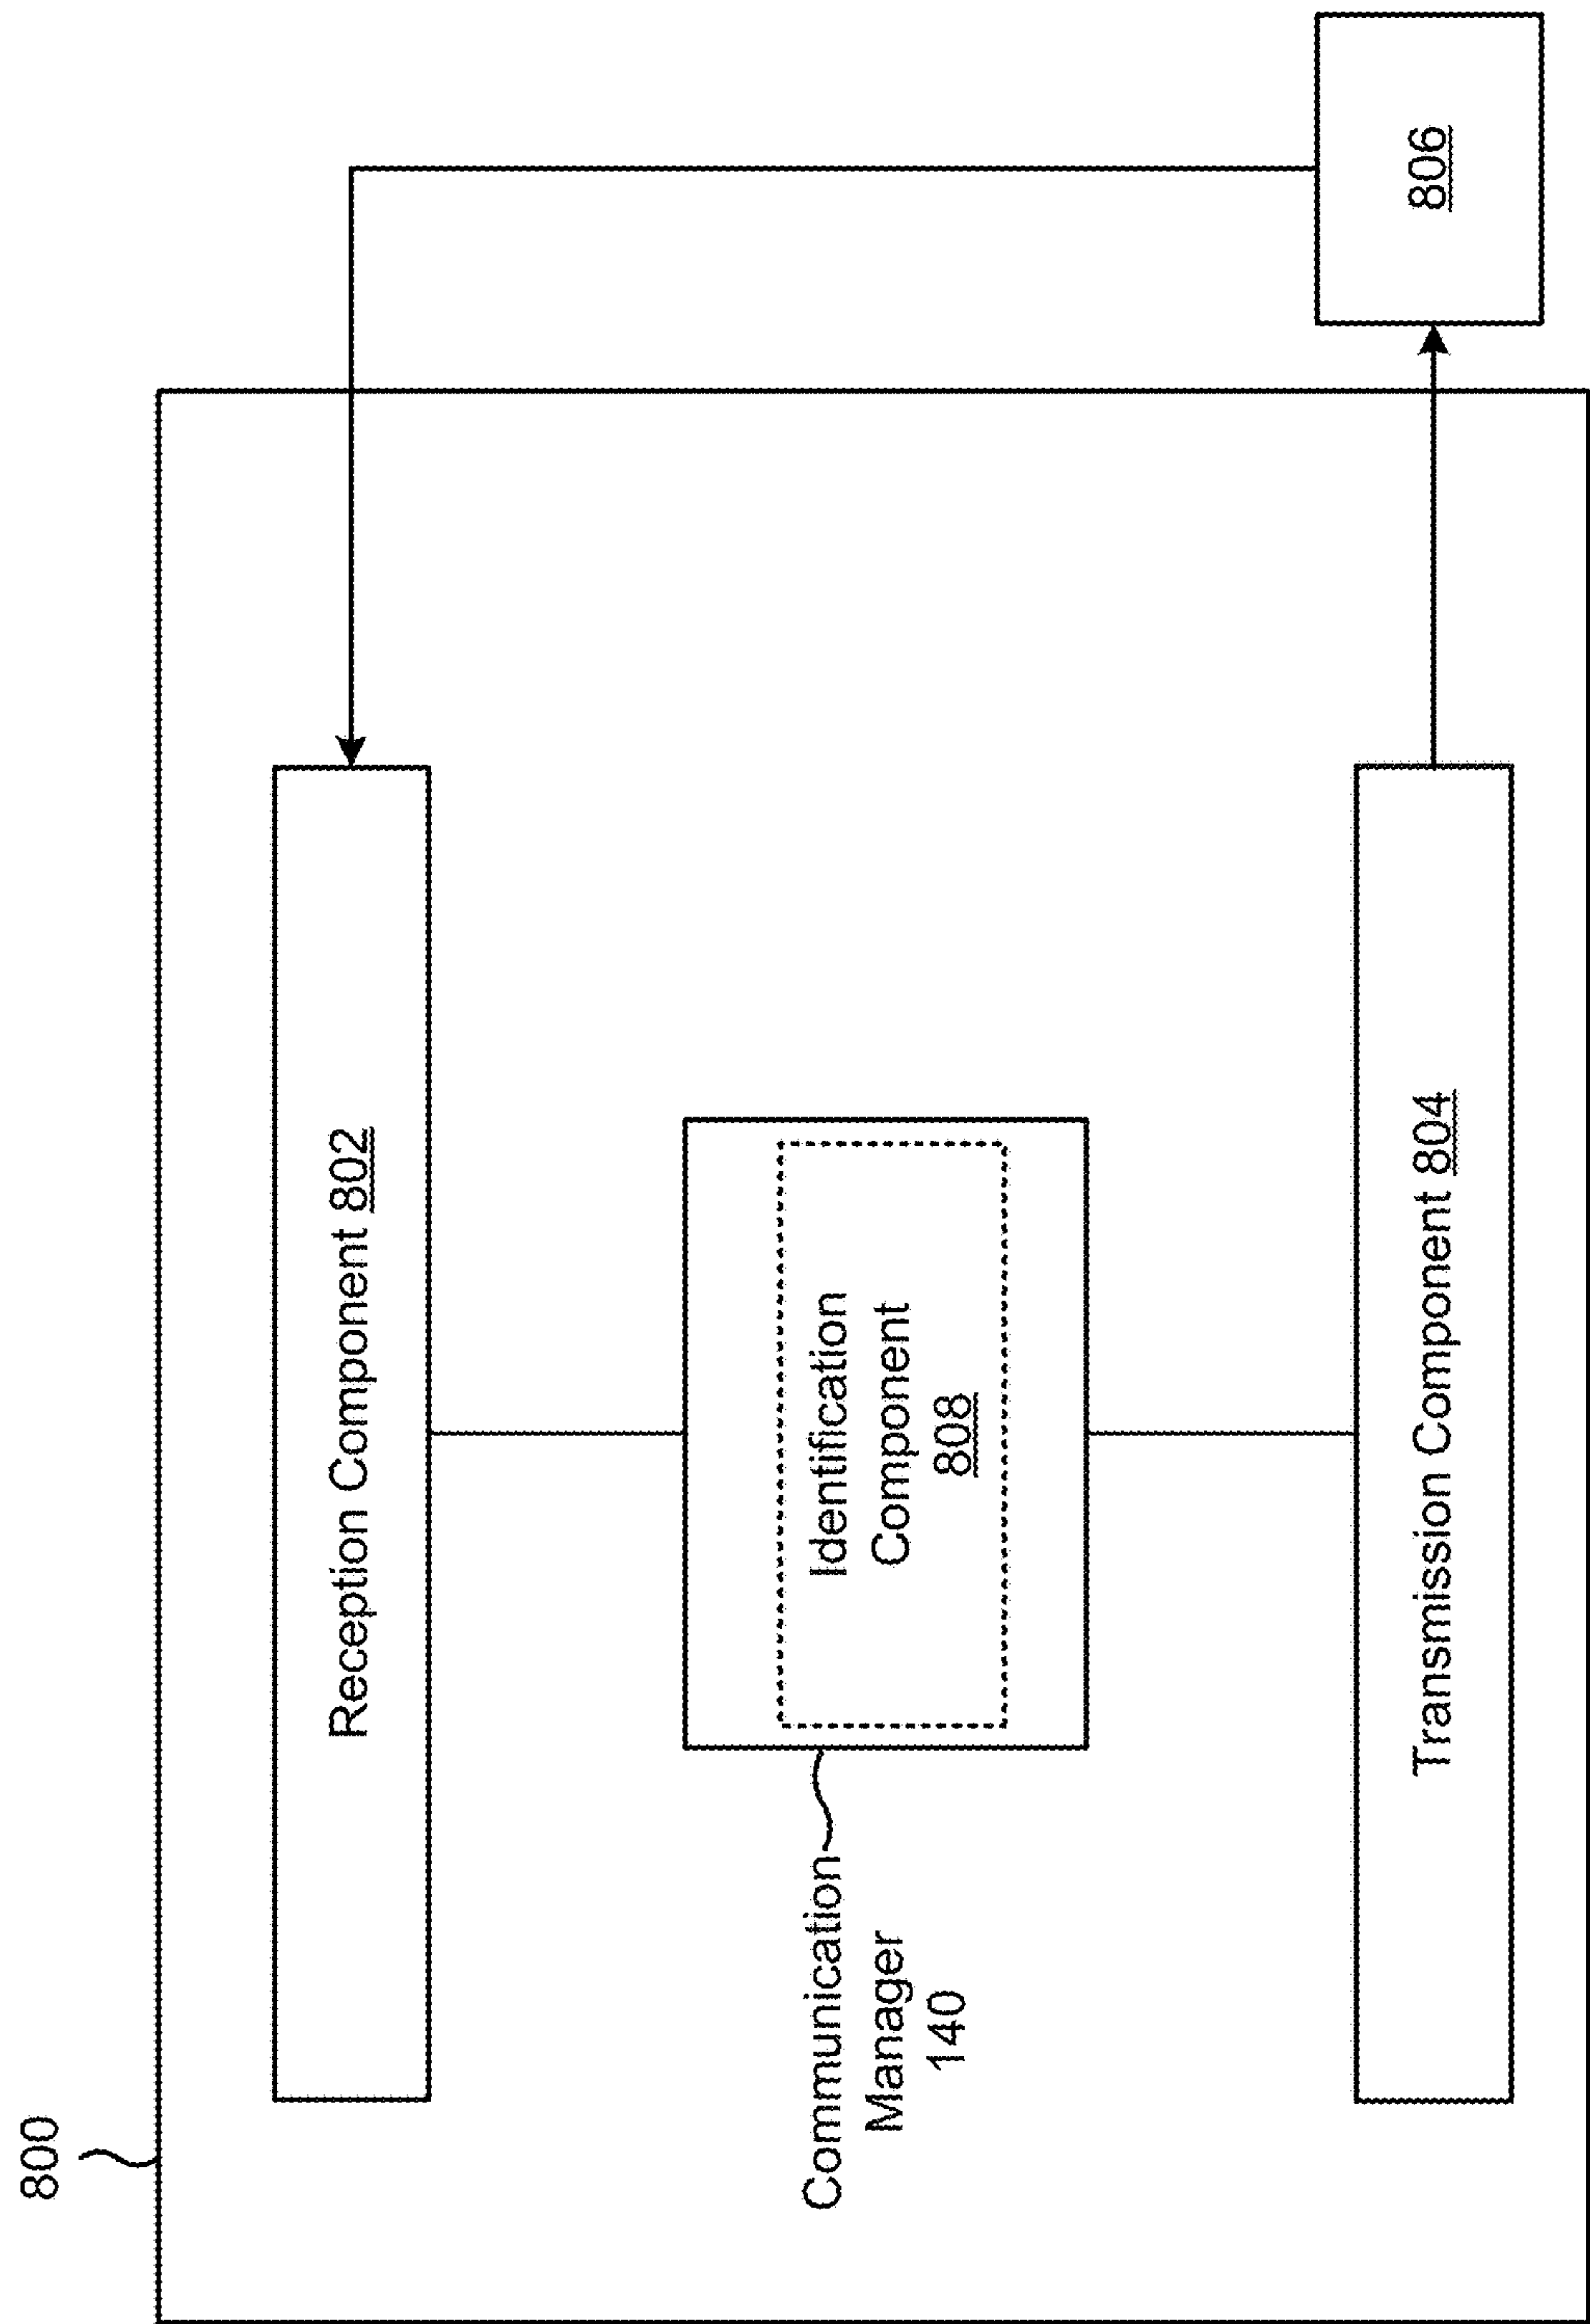 800
Reception Component 802
Communication
Manager
140
Identification
Component
808
Transmission Component 804
806